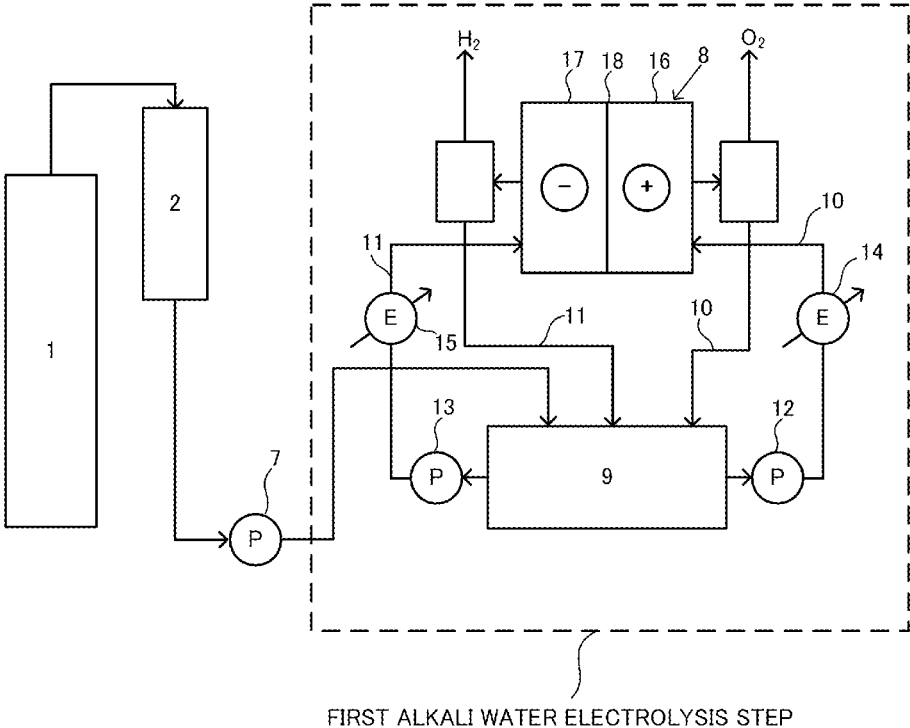 H₂
O₂
17
18
16
8
2
−
+
10
11
14
E
15
E
11
10
1
13
12
7
P
9
P
P
FIRST ALKALI WATER ELECTROLYSIS STEP